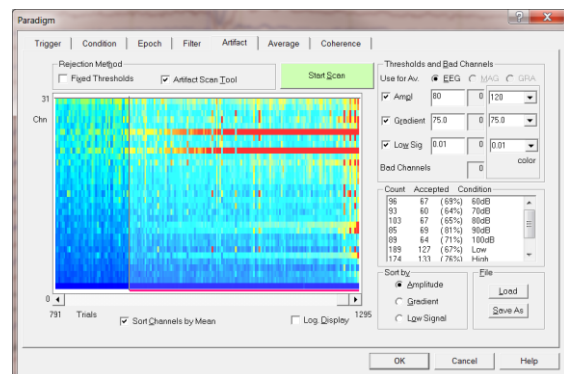 Paradigm
Trigger Condition Epoch Filter Artifact Average Coherence
Rejection Method
Fixed Thresholds
Artifact Scan Tool
Start Scan
31
Chn
0
791 Trials 1295
Sort Channels by Mean
Log. Display
Thresholds and Bad Channels
Use for Av. EEG MAG GRA
Ampl 80 0 120
Gradient 75.0 0 75.0
Low Sig 0.01 0 0.01
color
Bad Channels 0
Count Accepted Condition
96 67 (69%) 60dB
93 60 (64%) 70dB
103 67 (65%) 80dB
85 69 (81%) 90dB
89 64 (71%) 100dB
189 127 (67%) Low
174 133 (76%) High
Sort by
Amplitude
Gradient
Low Signal
File
Load
Save As
OK Cancel Help